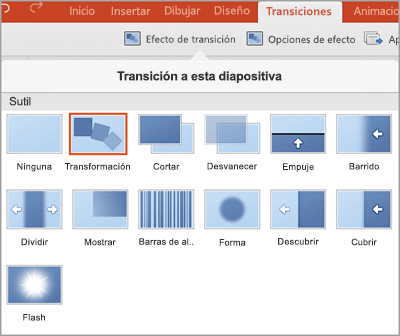 Inicio Insertar Dibujar Diseño Transiciones Animacio
Efecto de transición Opciones de efecto Ap
Transición a esta diapositiva
Sutil
Ninguna Transformación Cortar Desvanecer Empuje Barrido
Dividir Mostrar Barras de al.. Forma Descubrir Cubrir
Flash